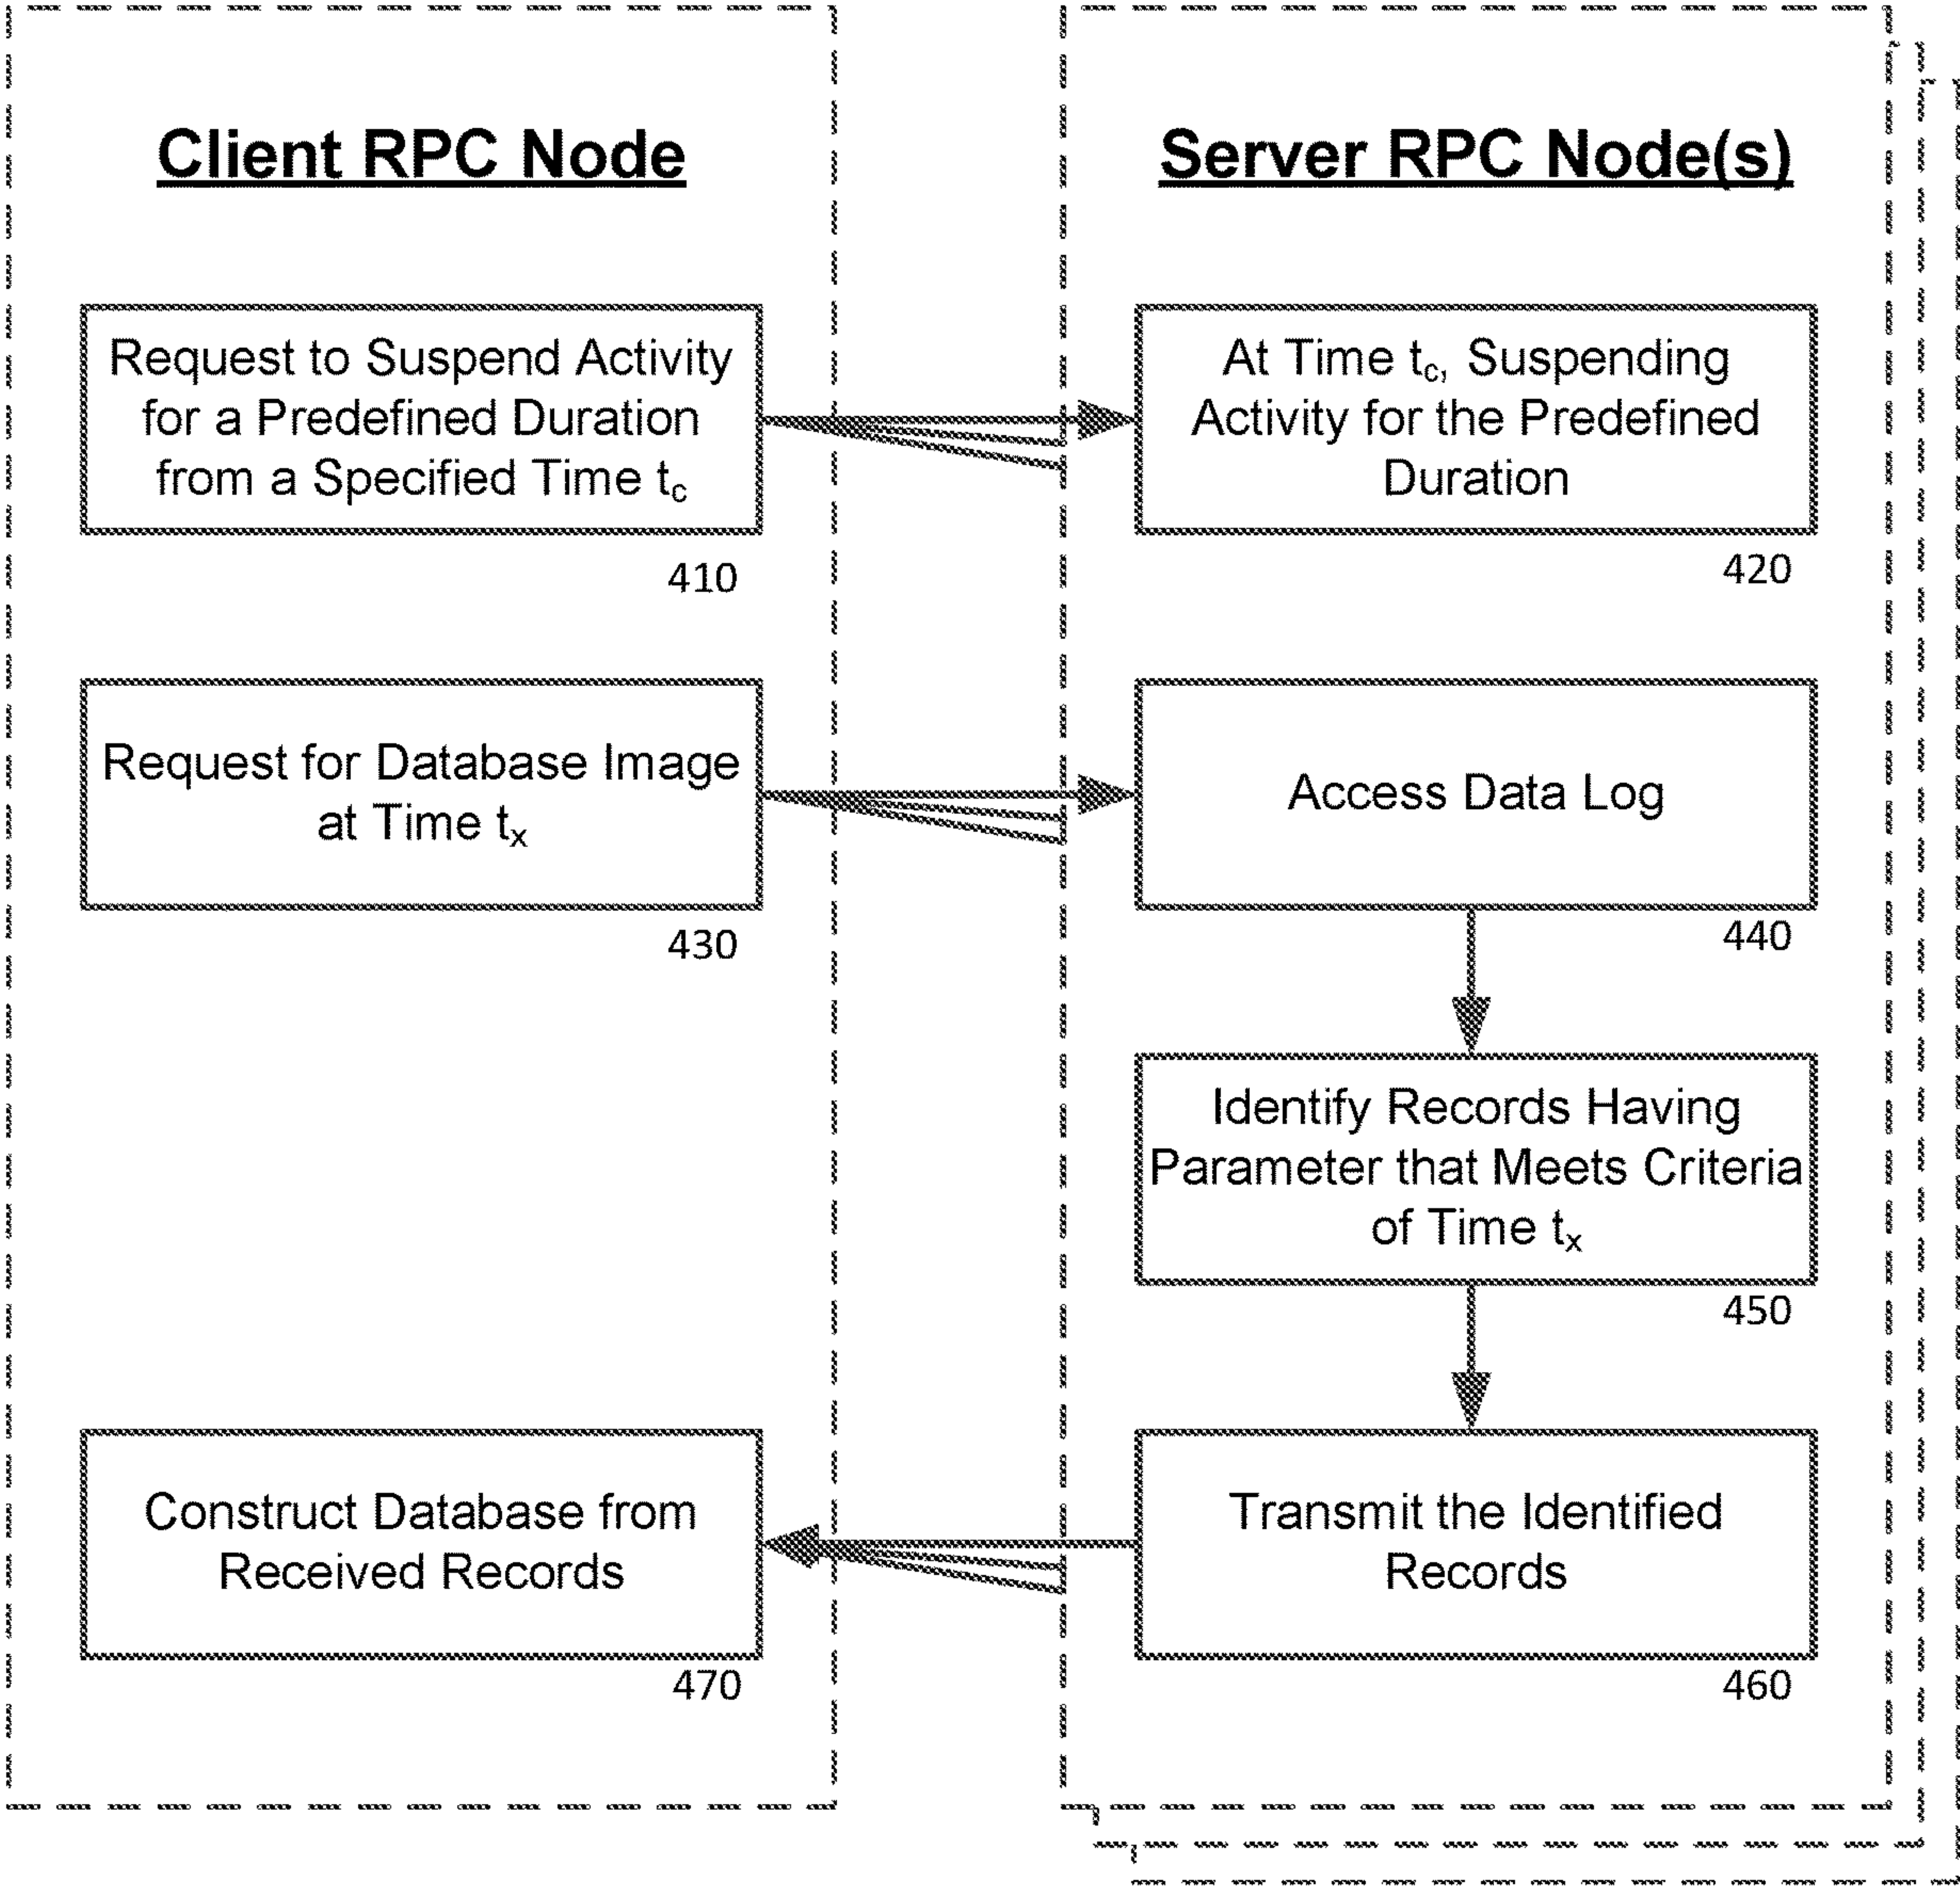 Client RPC Node
Server RPC Node(s)
Request to Suspend Activity
for a Predefined Duration
from a Specified Time tc
410
At Time tc, Suspending
Activity for the Predefined
Duration
420
Request for Database Image
at Time tx
430
Access Data Log
440
Identify Records Having
Parameter that Meets Criteria
of Time tx
450
Construct Database from
Received Records
470
Transmit the Identified
Records
460